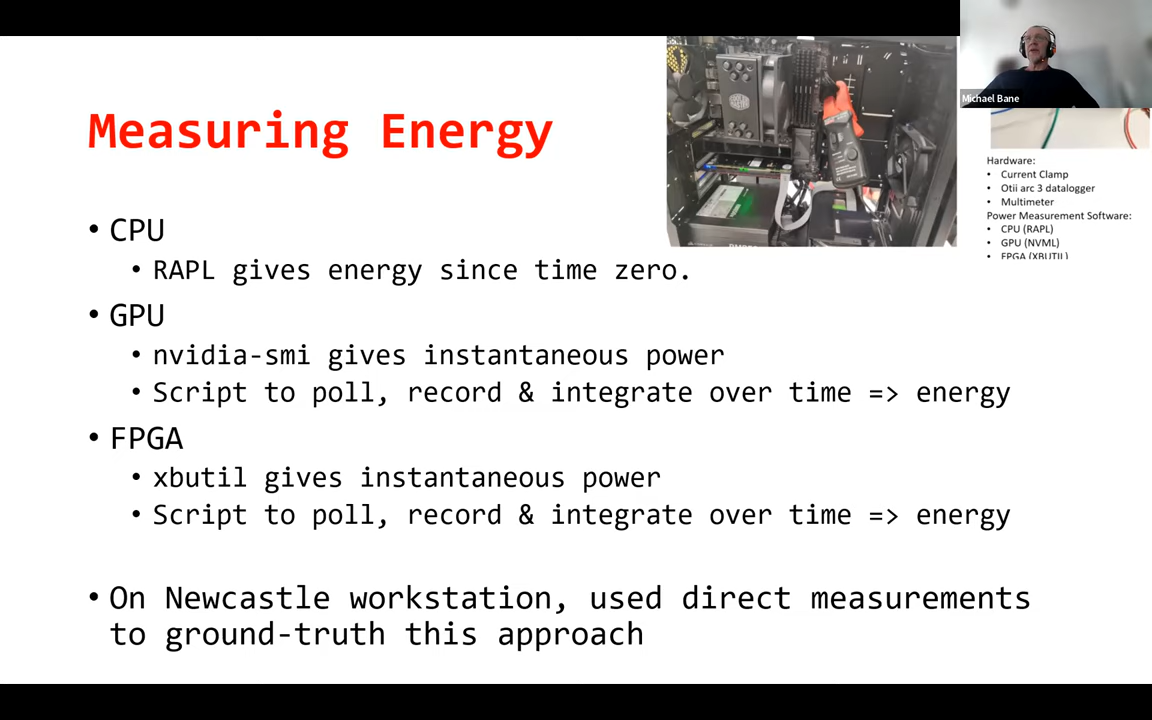 Michael Bane
Measuring Energy
Hardware:
• Current Clamp
• Otii arc 3 datalogger
• Multimeter
Power Measurement Software:
• CPU (RAPL)
• GPU (NVML)
• FPGA (XBUTIL)
• CPU
• RAPL gives energy since time zero.
• GPU
• nvidia-smi gives instantaneous power
• Script to poll, record & integrate over time => energy
• FPGA
• xbutil gives instantaneous power
• Script to poll, record & integrate over time => energy
• On Newcastle workstation, used direct measurements
to ground-truth this approach